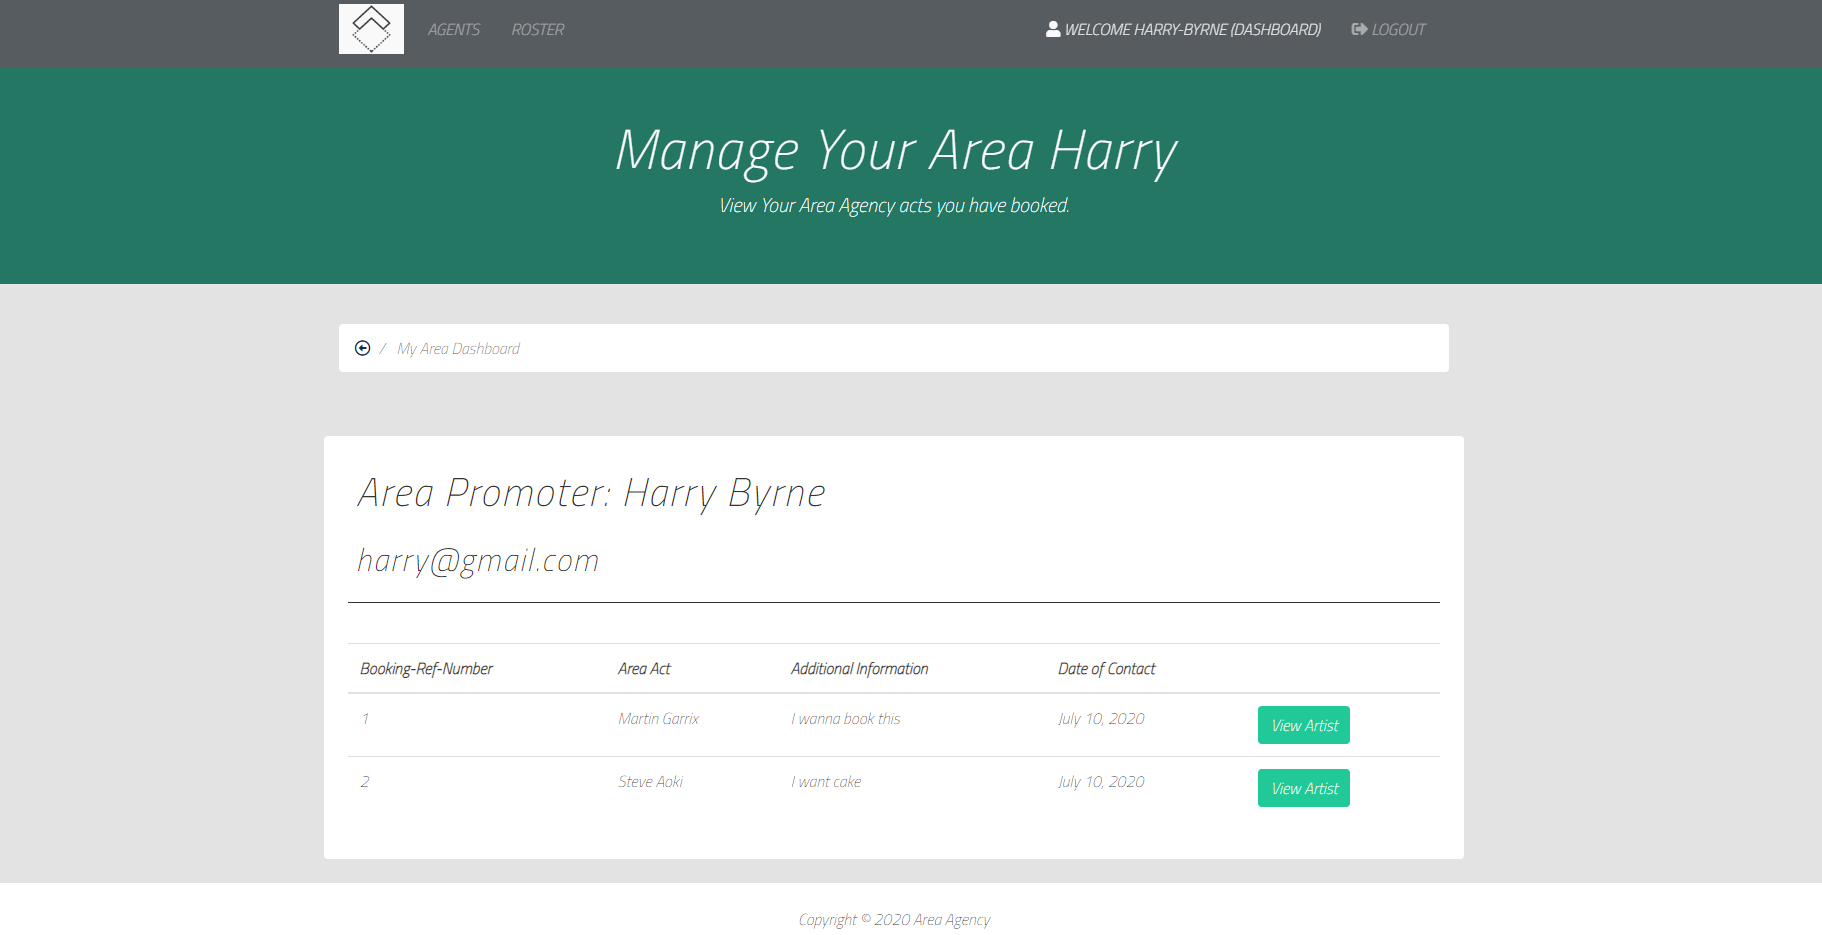 AGENTS ROSTER WELCOME HARRY-BYRNE (DASHBOARD) LOGOUT
Manage Your Area Harry
View Your Area Agency acts you have booked.
/ My Area Dashboard
Area Promoter: Harry Byrne
harry@gmail.com
Booking-Ref-Number Area Act Additional Information Date of Contact
1 Martin Garrix I wanna book this July 10, 2020 View Artist
2 Steve Aoki I want cake July 10, 2020 View Artist
Copyright © 2020 Area Agency